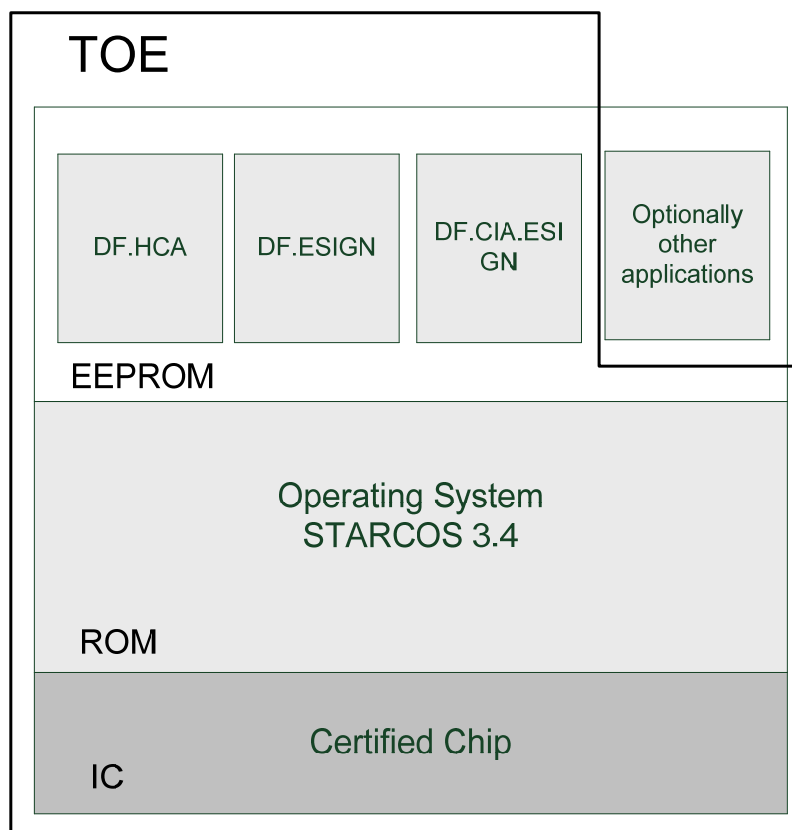 TOE
DF.HCA
DF.ESIGN
DF.CIA.ESI
GN
Optionally
other
applications
EEPROM
Operating System
STARCOS 3.4
ROM
Certified Chip
IC